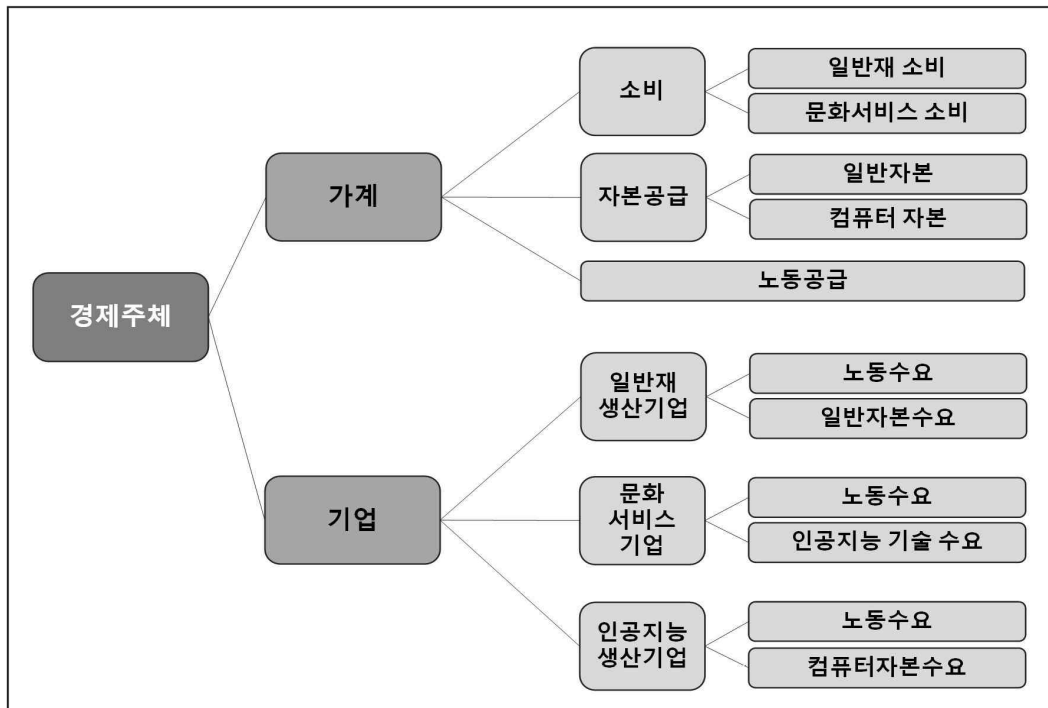 경제주체
가계
소비
일반재 소비
문화서비스 소비
자본공급
일반자본
컴퓨터 자본
노동공급
기업
일반재
생산기업
노동수요
일반자본수요
문화
서비스
기업
노동수요
인공지능 기술 수요
인공지능
생산기업
노동수요
컴퓨터자본수요